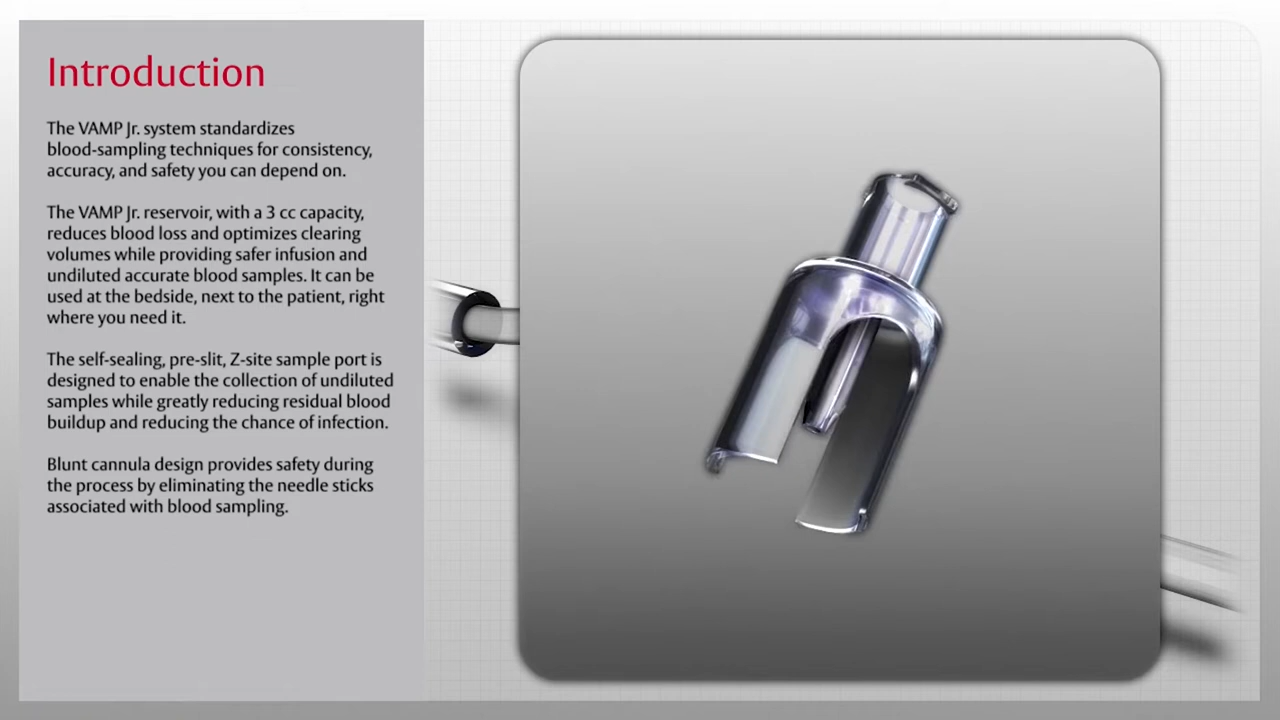 Introduction
The VAMP Jr. system standardizes
blood-sampling techniques for consistency,
accuracy, and safety you can depend on.
The VAMP Jr. reservoir, with a 3 cc capacity,
reduces blood loss and optimizes clearing
volumes while providing safer infusion and
undiluted accurate blood samples. It can be
used at the bedside, next to the patient, right
where you need it.
The self-sealing, pre-slit, Z-site sample port is
designed to enable the collection of undiluted
samples while greatly reducing residual blood
buildup and reducing the chance of infection.
Blunt cannula design provides safety during
the process by eliminating the needle sticks
associated with blood sampling.